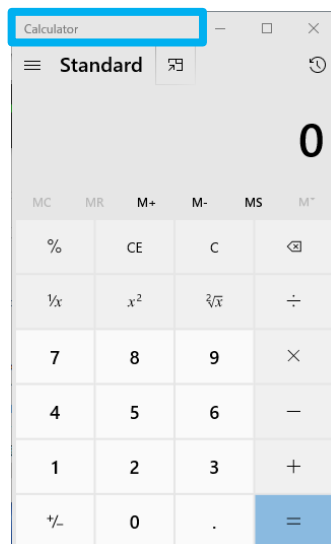 Calculator
Standard
0
MC MR M+ M- MS M˅
% CE C
⅟x x² ²√x ÷
7 8 9 ×
4 5 6 −
1 2 3 +
+/− 0 . =